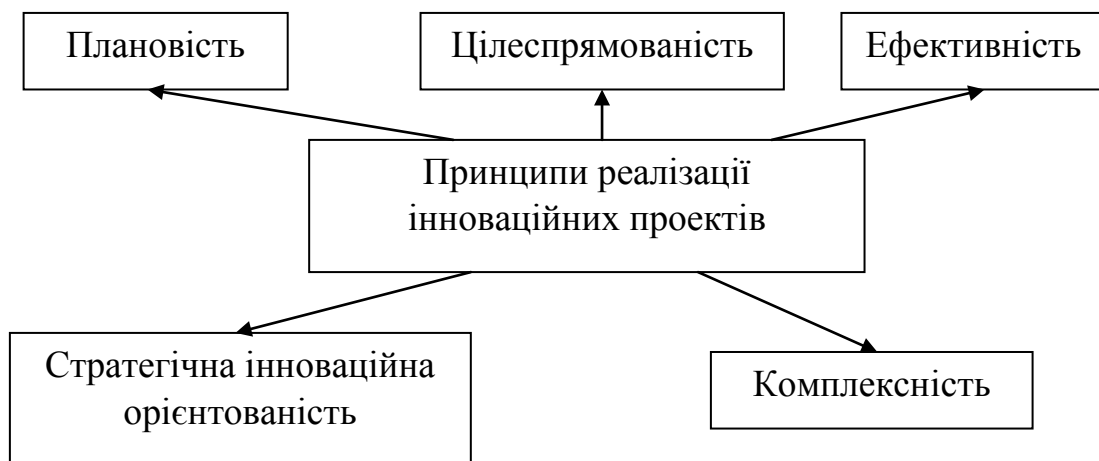 Плановість
Цілеспрямованість
Ефективність
Принципи реалізації
інноваційних проектів
Стратегічна інноваційна
орієнтованість
Комплексність